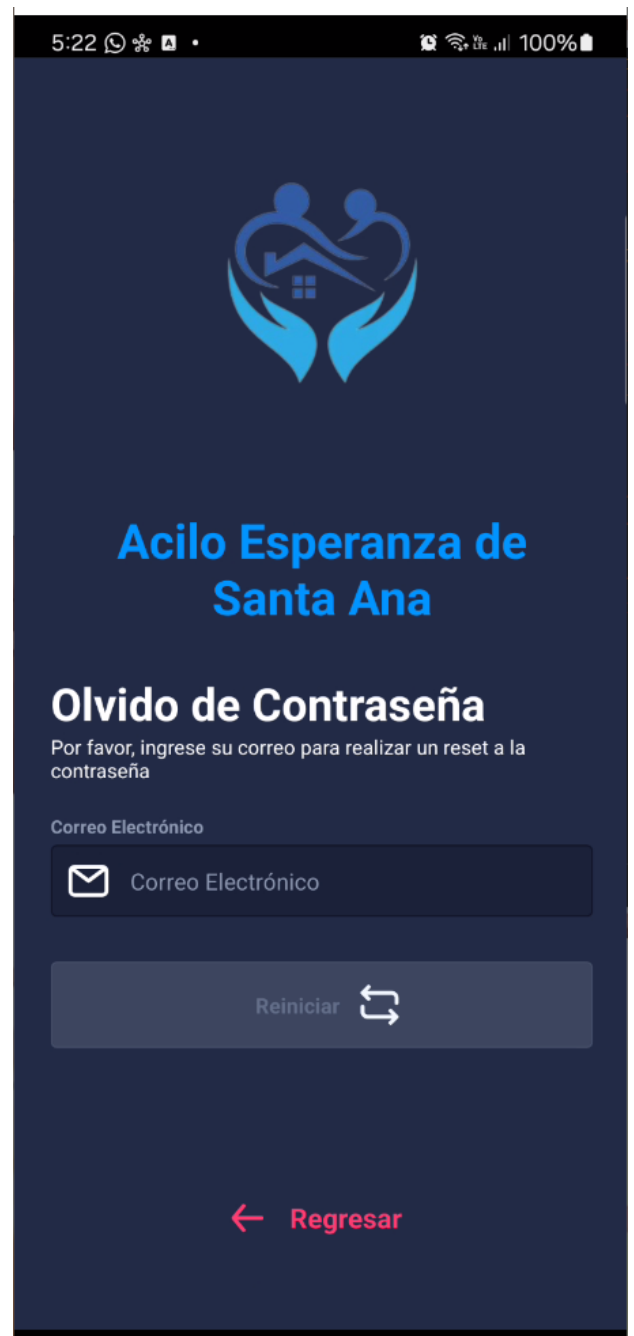 5:22
100%
Acilo Esperanza de
Santa Ana
Olvido de Contraseña
Por favor, ingrese su correo para realizar un reset a la
contraseña
Correo Electrónico
Correo Electrónico
Reiniciar
Regresar